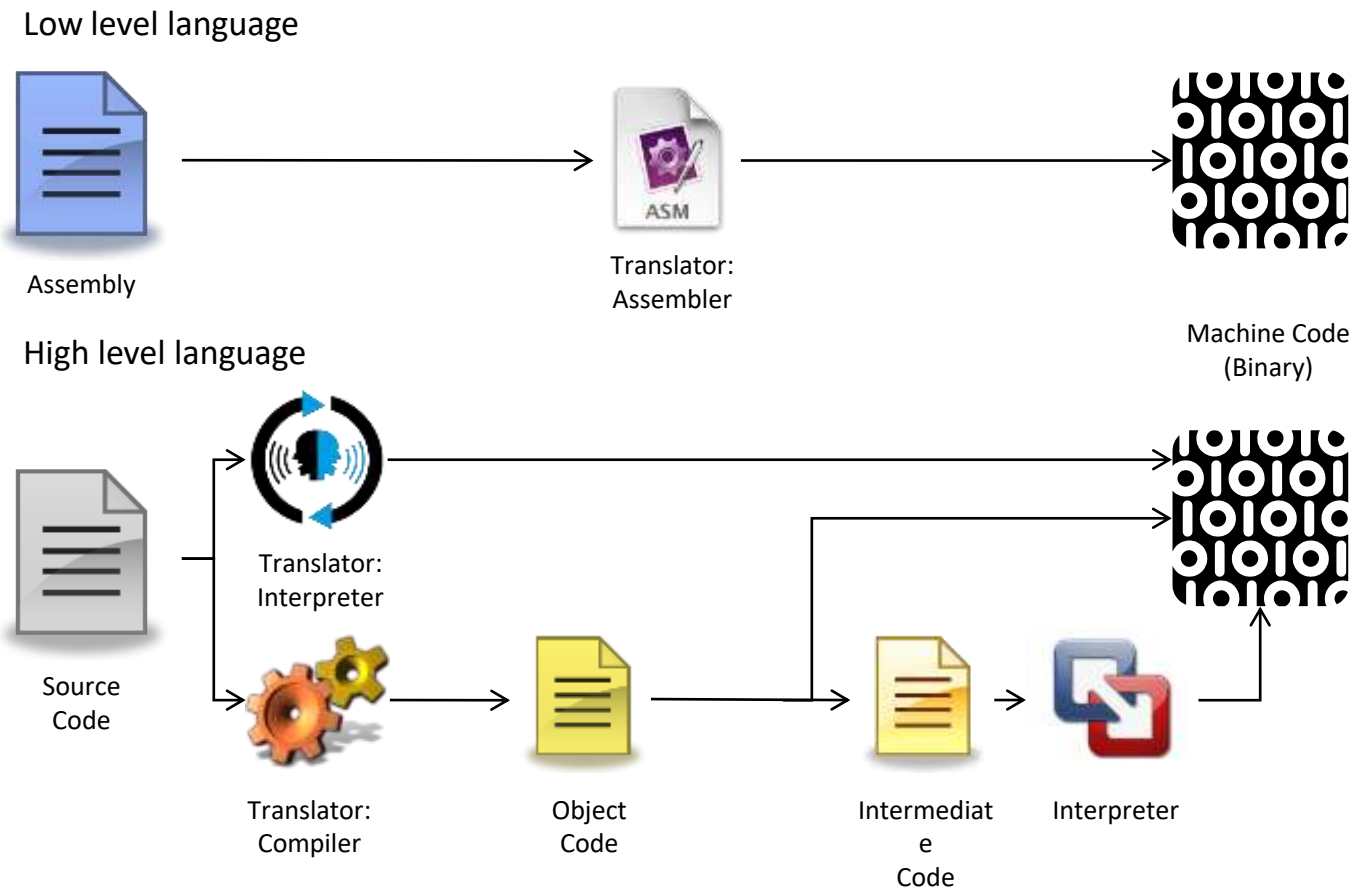 Low level language
ASM
Assembly
Translator:
Assembler
Machine Code
(Binary)
High level language
Translator:
Interpreter
Source
Code
Translator:
Compiler
Object
Code
Intermediat
e
Code
Interpreter